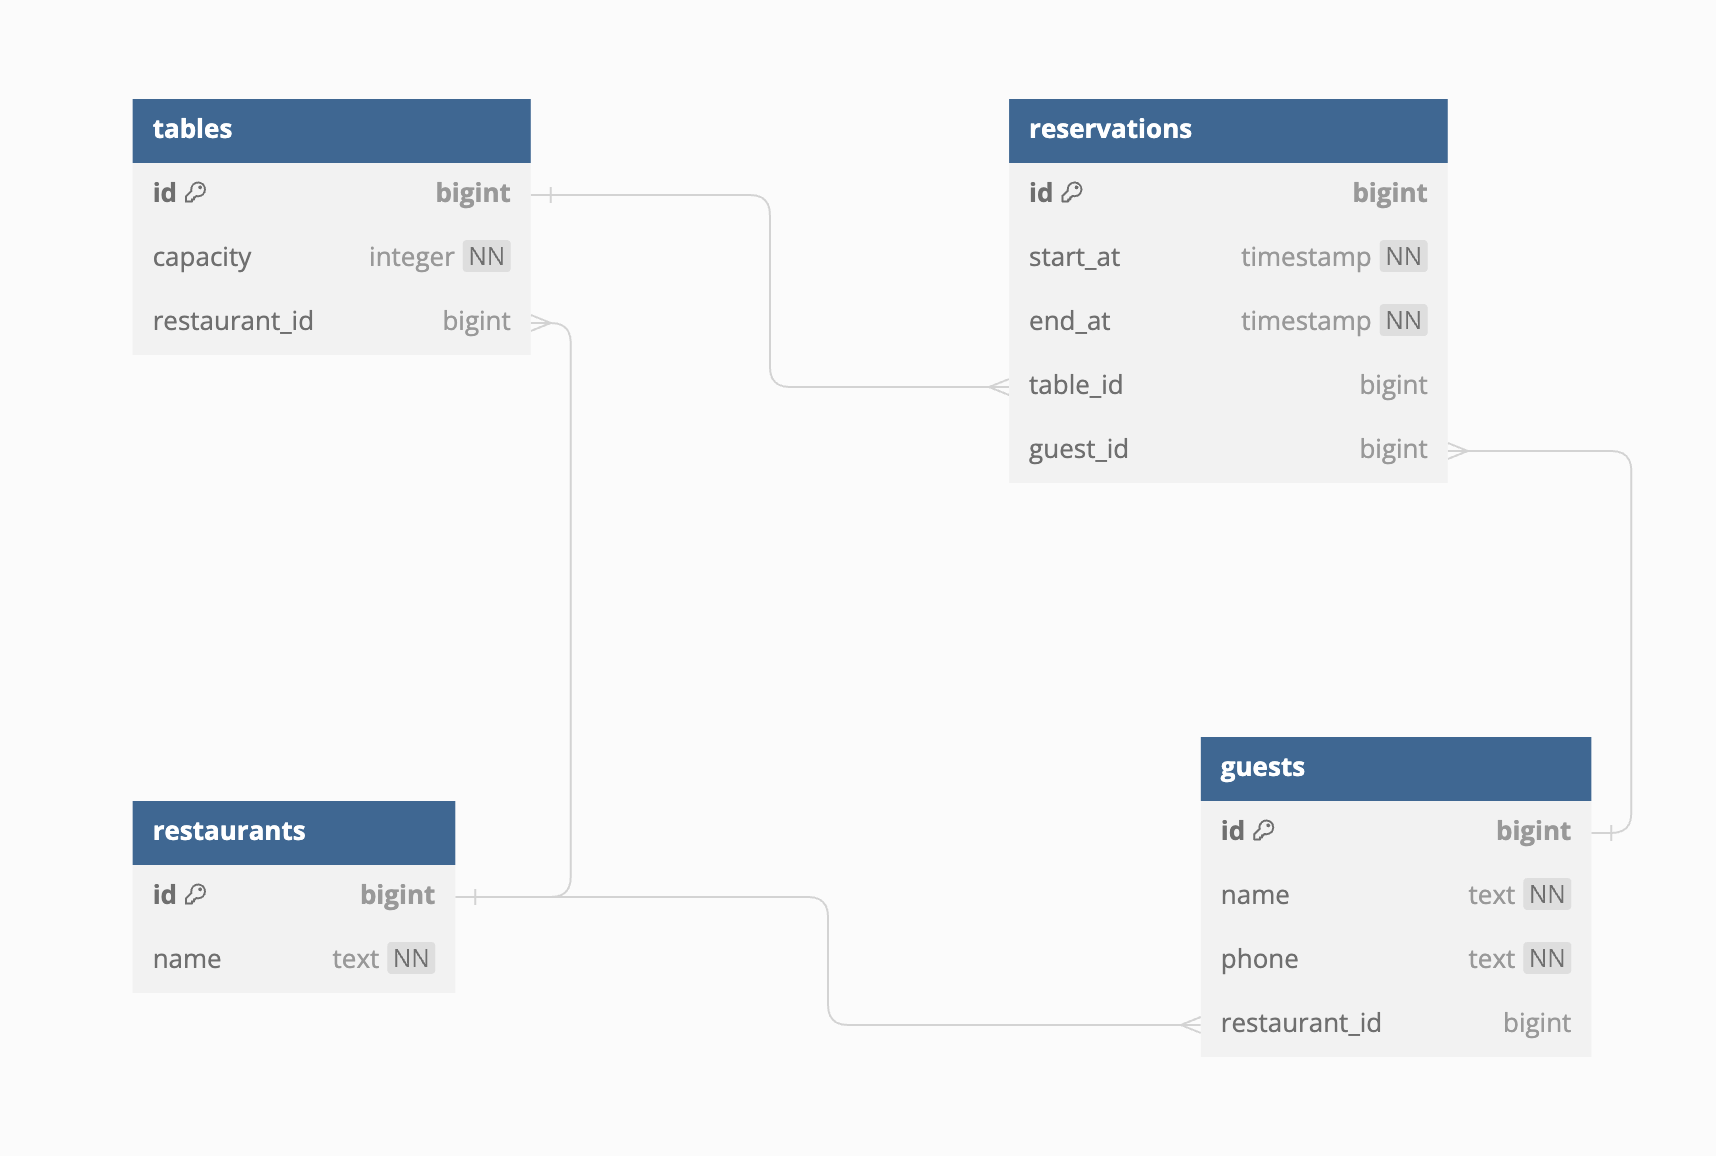 tables
id bigint
capacity integer NN
restaurant_id bigint
reservations
id bigint
start_at timestamp NN
end_at timestamp NN
table_id bigint
guest_id bigint
restaurants
id bigint
name text NN
guests
id bigint
name text NN
phone text NN
restaurant_id bigint